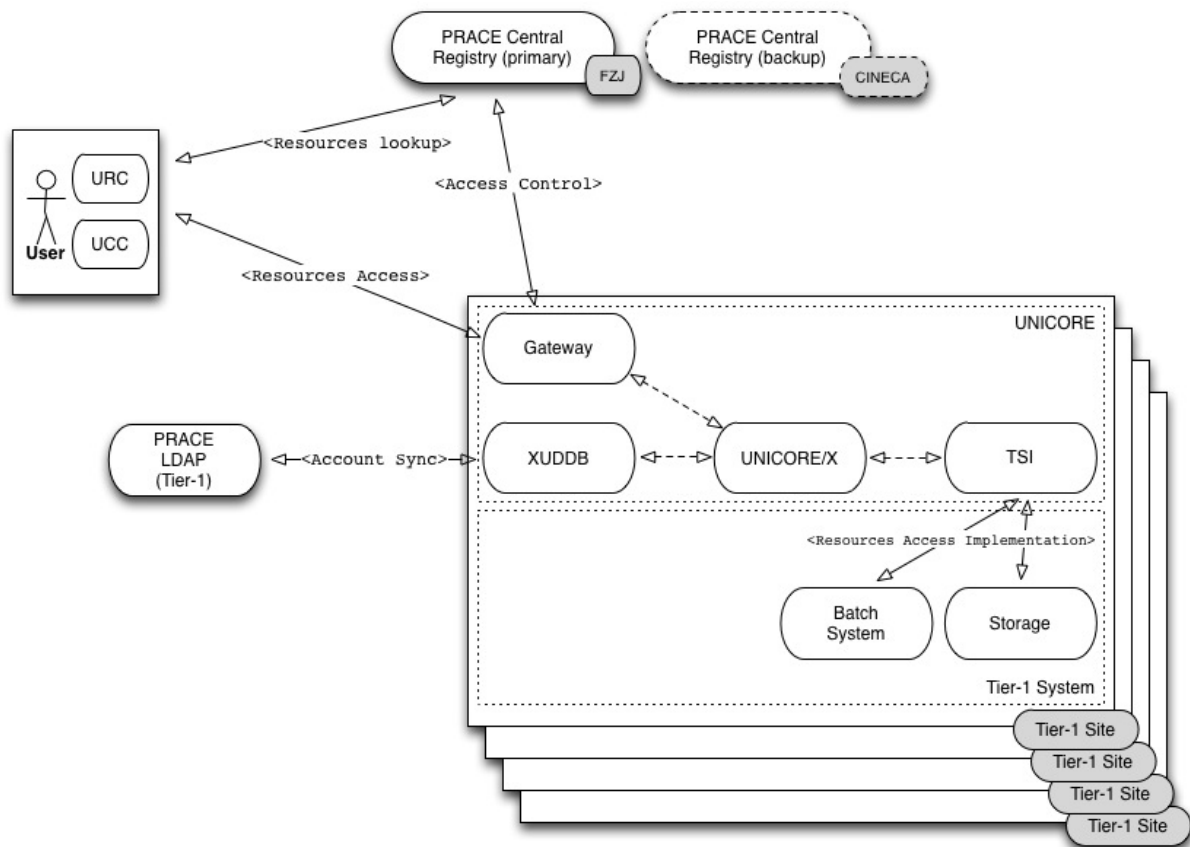 PRACE Central
Registry (primary)
FZJ
PRACE Central
Registry (backup)
CINECA
<Resources lookup>
<Access Control>
URC
UCC
User
<Resources Access>
UNICORE
Gateway
PRACE
LDAP
(Tier-1)
<Account Sync>
XUDDB
UNICORE/X
TSI
<Resources Access Implementation>
Batch
System
Storage
Tier-1 System
Tier-1 Site
Tier-1 Site
Tier-1 Site
Tier-1 Site